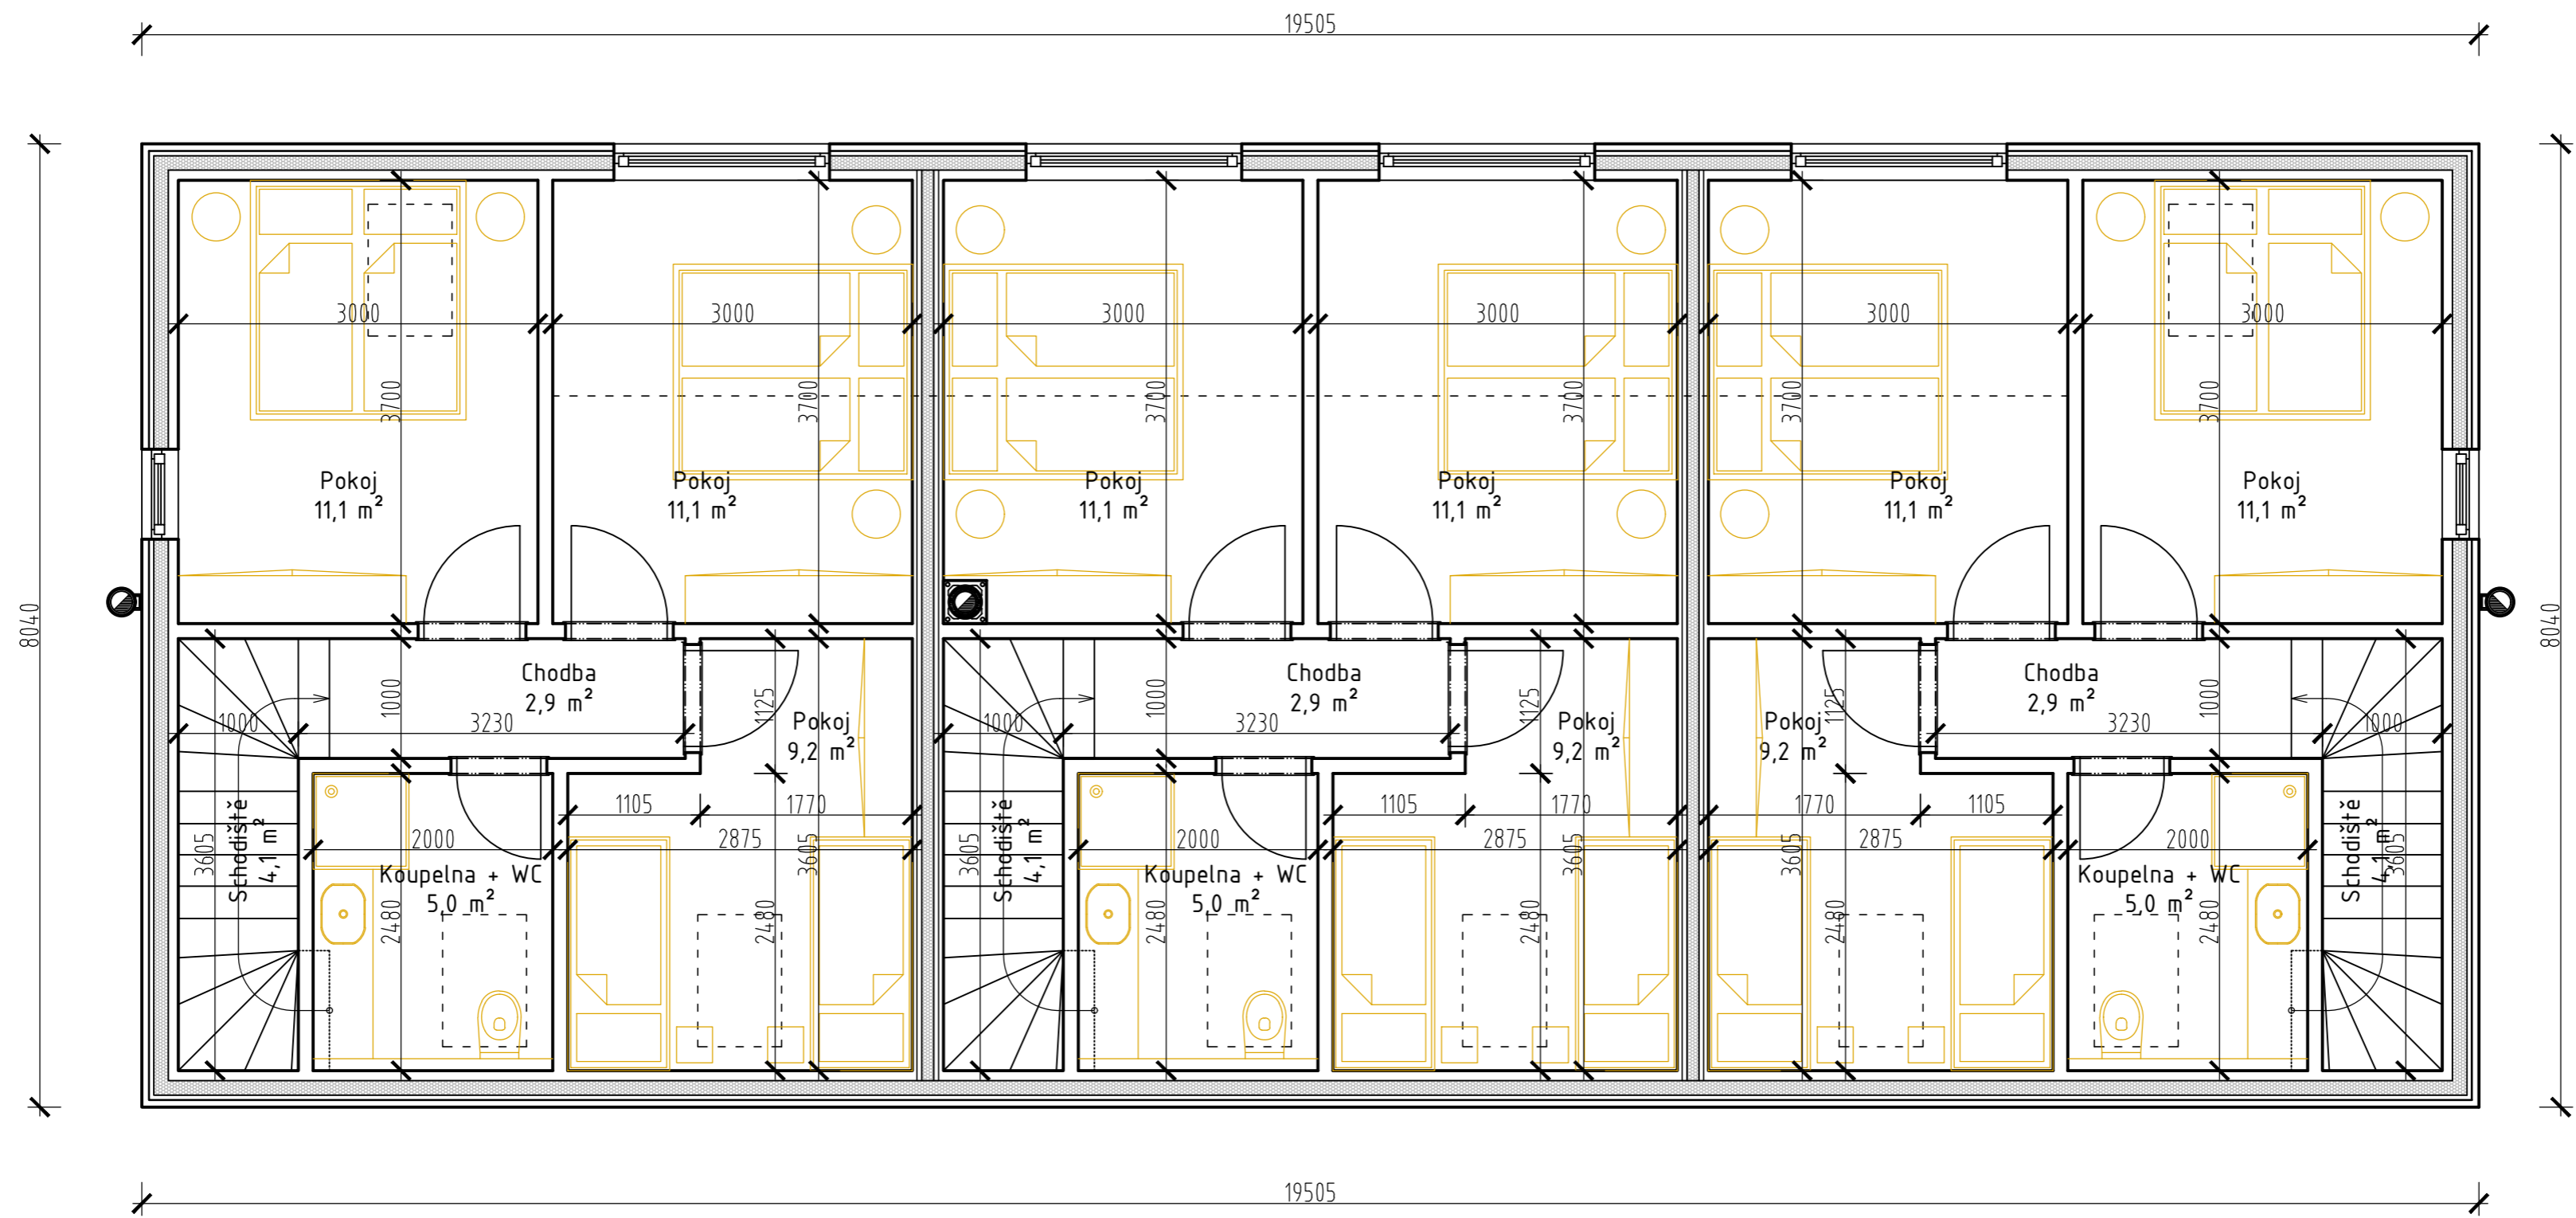 19505
3000
3000
3000
3000
3000
3000
3700
3700
3700
3700
3700
3700
Pokoj
11,1 m²
Pokoj
11,1 m²
Pokoj
11,1 m²
Pokoj
11,1 m²
Pokoj
11,1 m²
Pokoj
11,1 m²
8040
8040
Chodba
2,9 m²
Chodba
2,9 m²
Chodba
2,9 m²
1000
1000
1000
1125
1125
1125
1000
3230
1000
3230
3230
1000
Pokoj
9,2 m²
Pokoj
9,2 m²
Pokoj
9,2 m²
1105
1770
1105
1770
1770
1105
2000
2875
2000
2875
2875
2000
3605
Schodiště
4,1 m²
3605
3605
Schodiště
4,1 m²
3605
3605
Schodiště
4,1 m²
3605
Koupelna + WC
5,0 m²
Koupelna + WC
5,0 m²
Koupelna + WC
5,0 m²
2480
2480
2480
2480
2480
2480
19505